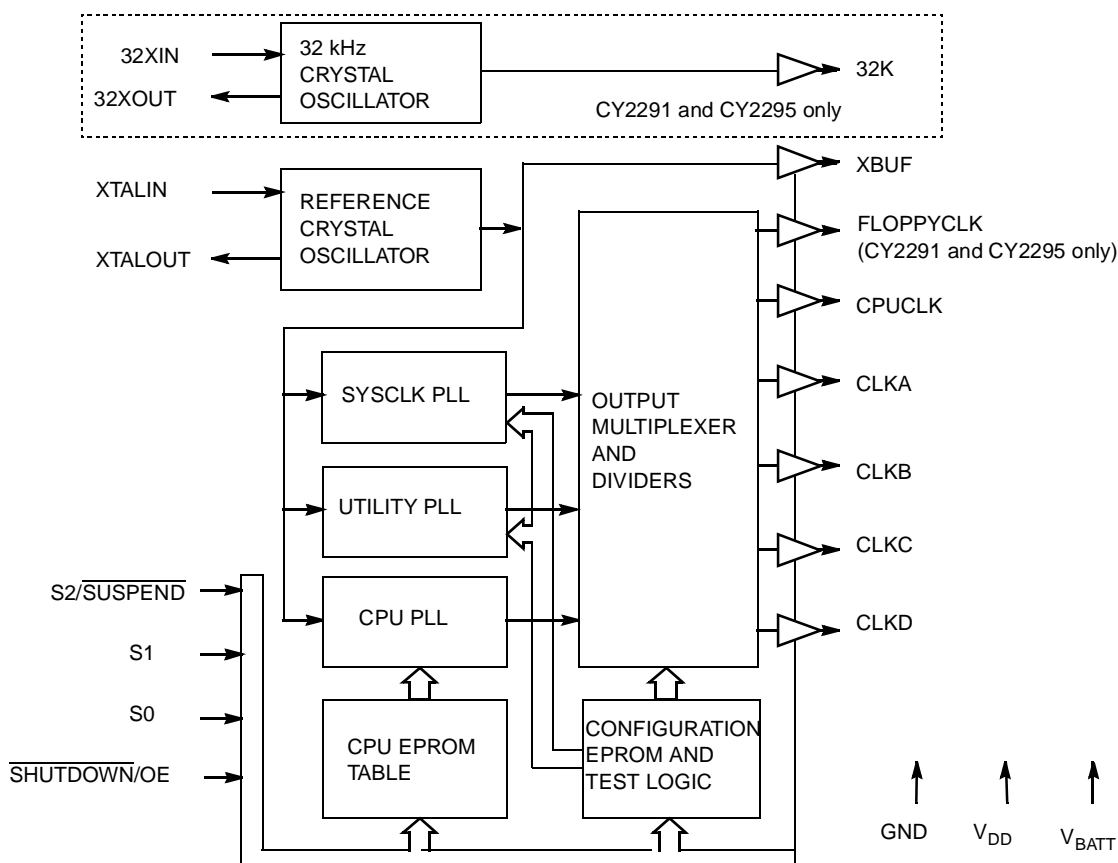 32XIN
32XOUT
32 kHz
CRYSTAL
OSCILLATOR
32K
CY2291 and CY2295 only
XTALIN
XTALOUT
REFERENCE
CRYSTAL
OSCILLATOR
XBUF
FLOPPYCLK
(CY2291 and CY2295 only)
CPUCLK
CLKA
CLKB
CLKC
CLKD
SYSCLK PLL
UTILITY PLL
CPU PLL
OUTPUT
MULTIPLEXER
AND
DIVIDERS
S2/SUSPEND
S1
S0
SHUTDOWN/OE
CPU EPROM
TABLE
CONFIGURATION
EPROM AND
TEST LOGIC
GND
VDD
VBATT